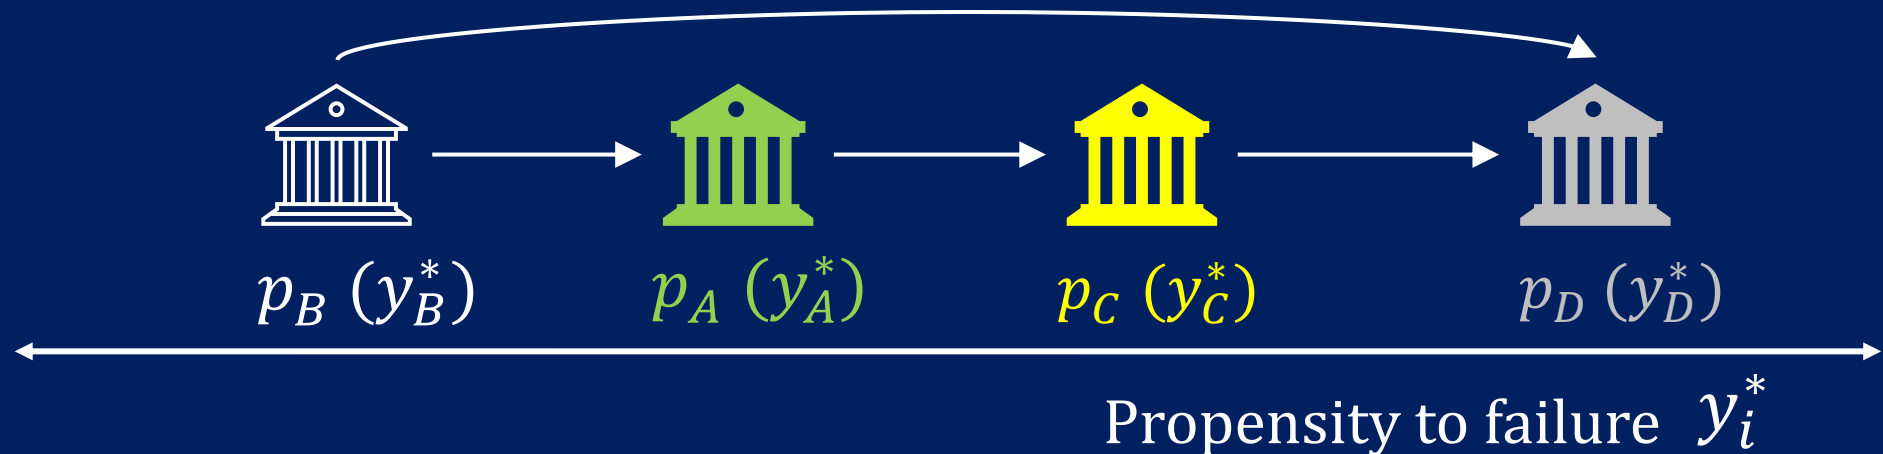 p_B (y_B^*) p_A (y_A^*) p_C (y_C^*) p_D (y_D^*)
Propensity to failure y_i^*